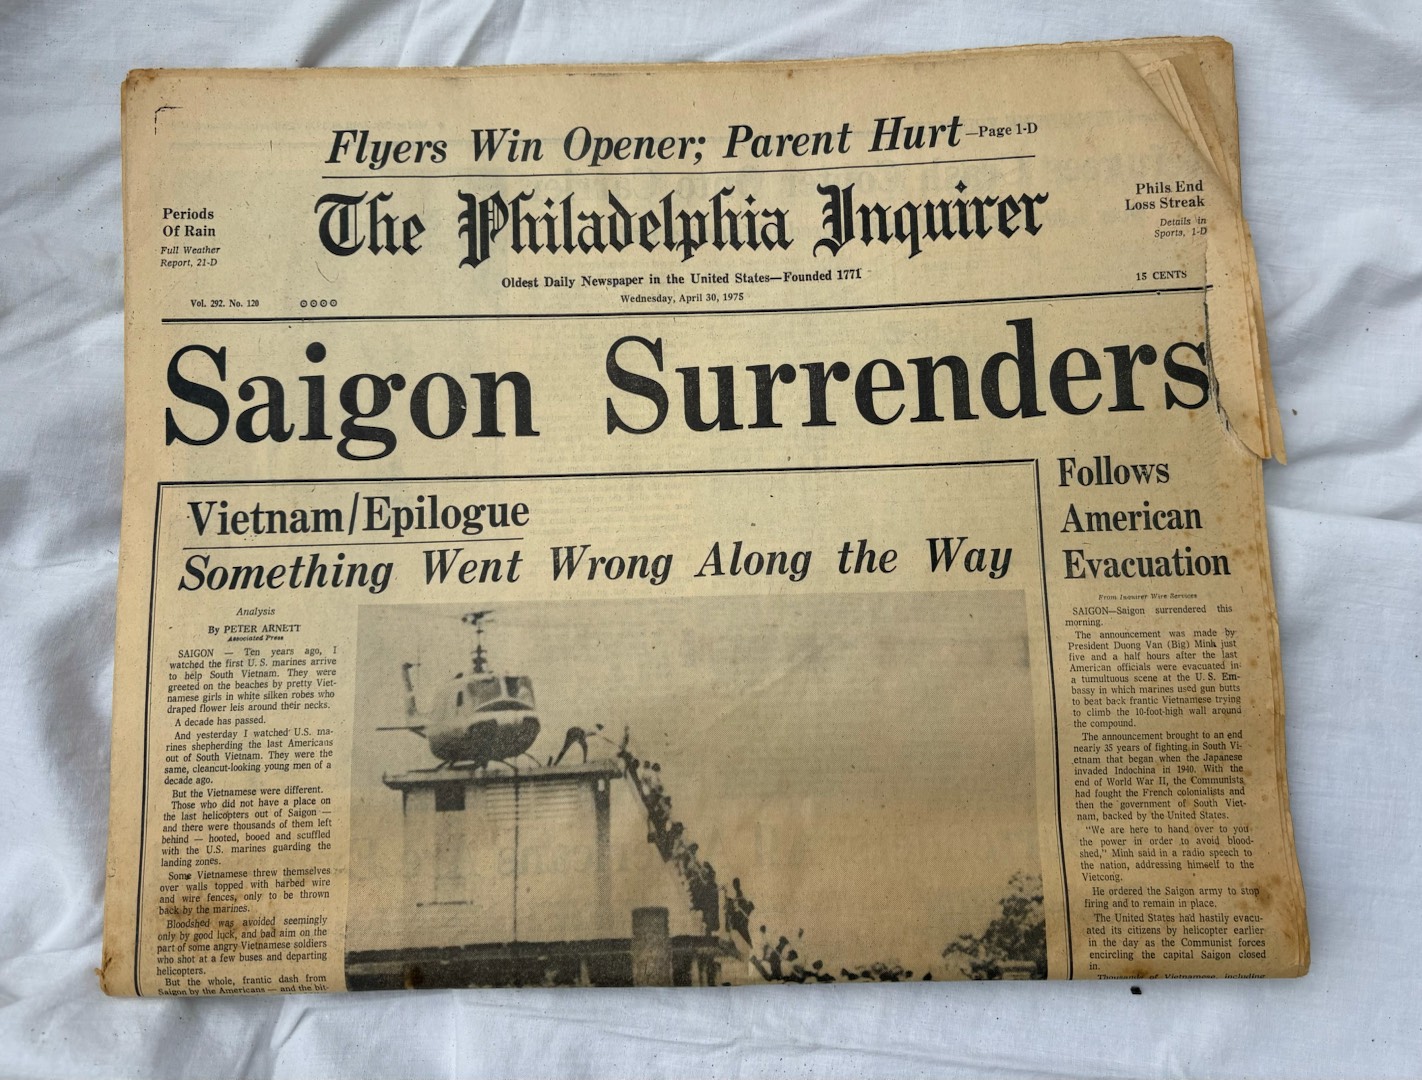 Flyers Win Opener; Parent Hurt—Page 1-D
Periods
Of Rain
Full Weather
Report, 21-D
The Philadelphia Inquirer
Phils End
Loss Streak
Details in
Sports, 1-D
Oldest Daily Newspaper in the United States—Founded 1771
15 CENTS
Vol. 292. No. 120
Wednesday, April 30, 1975
Saigon Surrenders
Vietnam/Epilogue
Something Went Wrong Along the Way
Analysis
By PETER ARNETT
Associated Press
SAIGON — Ten years ago, I
watched the first U. S. marines arrive
to help South Vietnam. They were
greeted on the beaches by pretty Viet-
namese girls in white silken robes who
draped flower leis around their necks.
A decade has passed.
And yesterday I watched U.S. ma-
rines shepherding the last Americans
out of South Vietnam. They were the
same, cleancut-looking young men of a
decade ago.
But the Vietnamese were different.
Those who did not have a place on
the last helicopters out of Saigon —
and there were thousands of them left
behind — hooted, booed and scuffled
with the U.S. marines guarding the
landing zones.
Some Vietnamese threw themselves
over walls topped with barbed wire
and wire fences, only to be thrown
back by the marines.
Bloodshed was avoided seemingly
only by good luck, and bad aim on the
part of some angry Vietnamese soldiers
who shot at a few buses and departing
helicopters.
But the whole, frantic dash from
Saigon by the Americans — and the bit-
Follows
American
Evacuation
From Inquirer Wire Services
SAIGON—Saigon surrendered this
morning.
The announcement was made by
President Duong Van (Big) Minh just
five and a half hours after the last
American officials were evacuated in
a tumultuous scene at the U. S. Em-
bassy in which marines used gun butts
to beat back frantic Vietnamese trying
to climb the 10-foot-high wall around
the compound.
The announcement brought to an end
nearly 35 years of fighting in South Vi-
etnam that began when the Japanese
invaded Indochina in 1940. With the
end of World War II, the Communists
had fought the French colonialists and
then the government of South Viet-
nam, backed by the United States.
"We are here to hand over to you
the power in order to avoid blood-
shed," Minh said in a radio speech to
the nation, addressing himself to the
Vietcong.
He ordered the Saigon army to stop
firing and to remain in place.
The United States had hastily evacu-
ated its citizens by helicopter earlier
in the day as the Communist forces
encircling the capital Saigon closed
in.
Thousands of Vietnamese, including